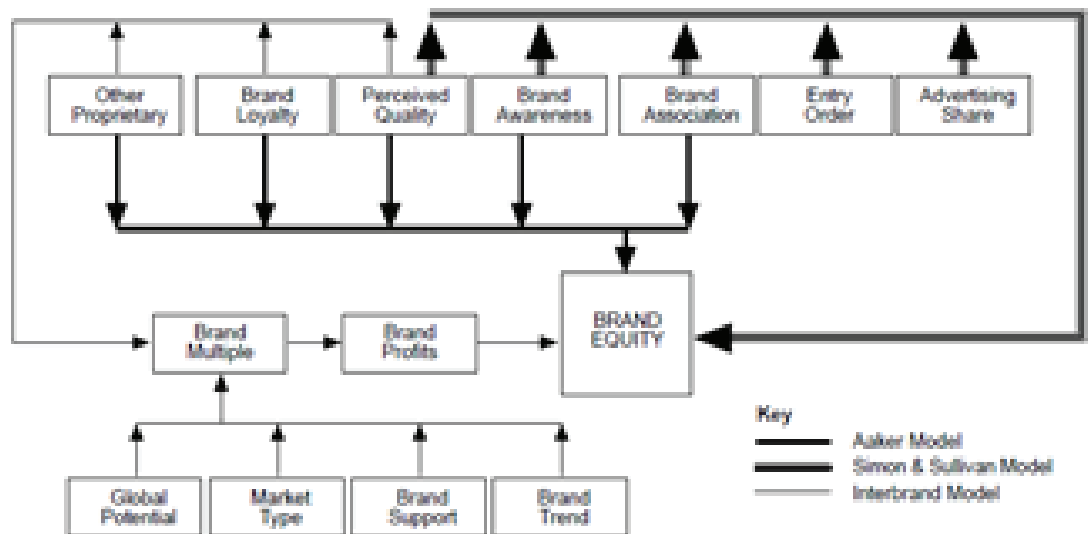 Other
Proprietary
Brand
Loyalty
Perceived
Quality
Brand
Awareness
Brand
Association
Entry
Order
Advertising
Share
Brand
Multiple
Brand
Profits
BRAND
EQUITY
Global
Potential
Market
Type
Brand
Support
Brand
Trend
Key
Aaker Model
Simon & Sullivan Model
Interbrand Model